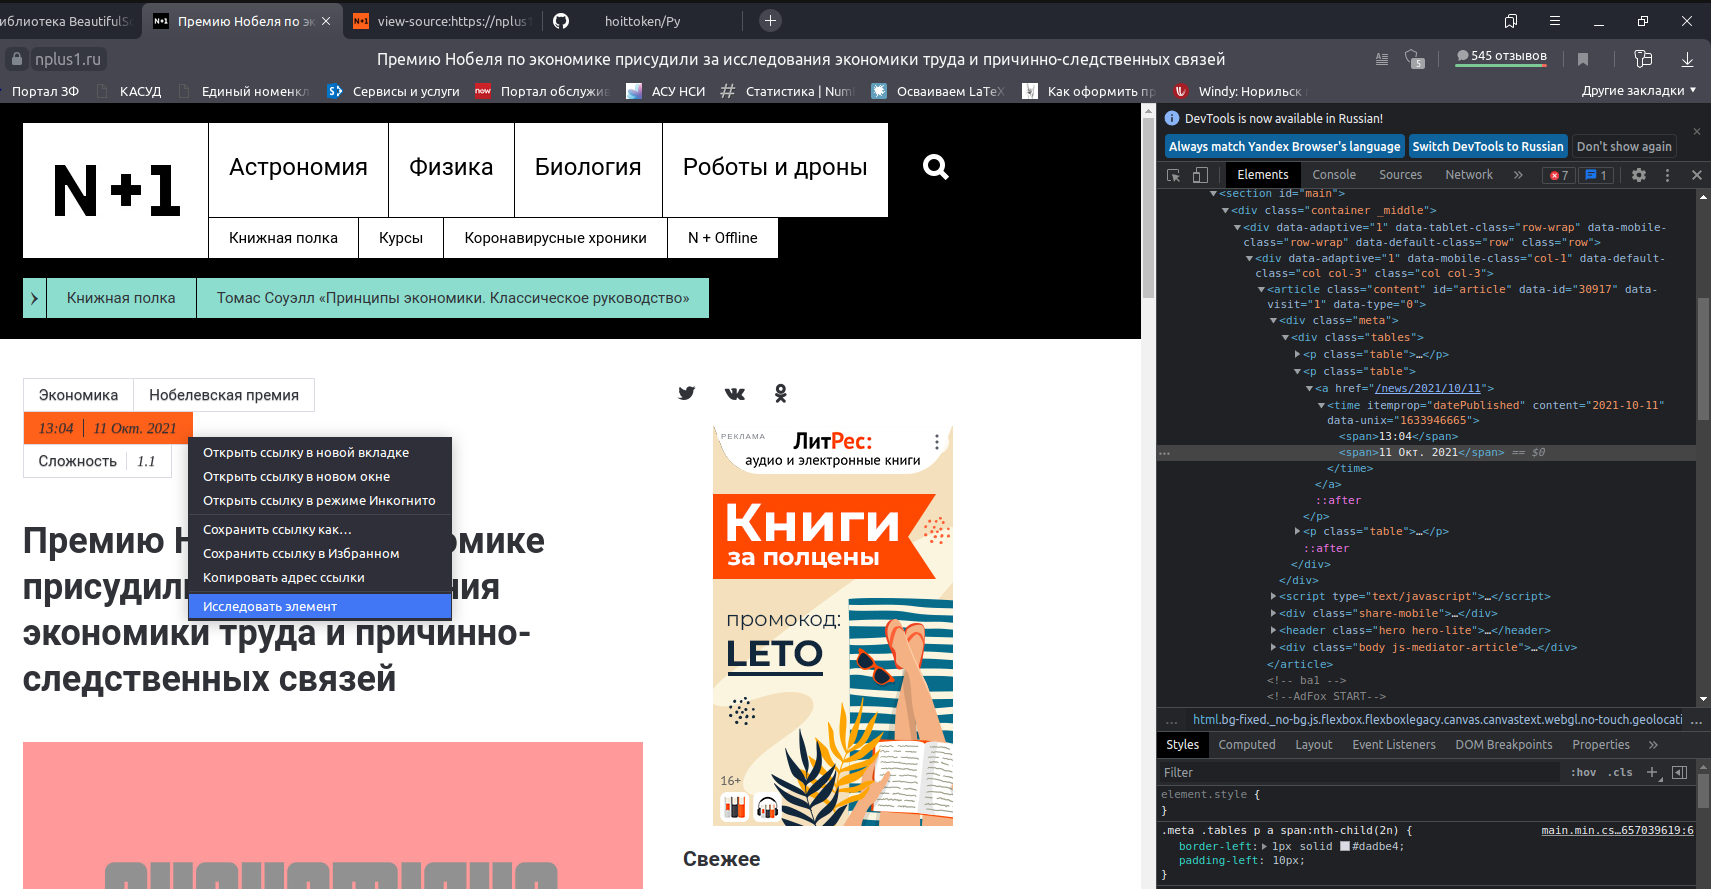 иблиотека BeautifulS
Премию Нобеля по эк
view-source:https://nplus1
hoittoken/Py
nplus1.ru
Премию Нобеля по экономике присудили за исследования экономики труда и причинно-следственных связей
5
545 отзывов
Портал ЗФ
КАСУД
Единый номенкл
Сервисы и услуги
now
Портал обслужив
АСУ НСИ
Статистика | Numl
Осваиваем LaTeX
Как оформить пр
Windy: Норильск
Другие закладки
N+1
Астрономия
Физика
Биология
Роботы и дроны
Книжная полка
Курсы
Коронавирусные хроники
N + Offline
Книжная полка
Томас Соуэлл «Принципы экономики. Классическое руководство»
Экономика
Нобелевская премия
13:04
11 Окт. 2021
Сложность
1.1
Открыть ссылку в новой вкладке
Открыть ссылку в новом окне
Открыть ссылку в режиме Инкогнито
Сохранить ссылку как...
Сохранить ссылку в Избранном
Копировать адрес ссылки
Исследовать элемент
Премию Н омике
присудил ния
экономики труда и причинно-
следственных связей
РЕКЛАМА
ЛитРес:
аудио и электронные книги
Книги
за полцены
промокод:
LETO
16+
Свежее
DevTools is now available in Russian!
Always match Yandex Browser's language
Switch DevTools to Russian
Don't show again
Elements
Console
Sources
Network
»
7
1
<section id="main">
<div class="container _middle">
<div data-adaptive="1" data-tablet-class="row-wrap" data-mobile-
class="row-wrap" data-default-class="row" class="row">
<div data-adaptive="1" data-mobile-class="col-1" data-default-
class="col col-3" class="col col-3">
<article class="content" id="article" data-id="30917" data-
visit="1" data-type="0">
<div class="meta">
<div class="tables">
<p class="table">…</p>
<p class="table">
<a href="/news/2021/10/11">
<time itemprop="datePublished" content="2021-10-11"
data-unix="1633946665">
<span>13:04</span>
<span>11 Окт. 2021</span> == $0
</time>
</a>
::after
</p>
<p class="table">…</p>
::after
</div>
</div>
<script type="text/javascript">…</script>
<div class="share-mobile">…</div>
<header class="hero hero-lite">…</header>
<div class="body js-mediator-article">…</div>
</article>
<!-- ba1 -->
<!--AdFox START-->
... html.bg-fixed._no-bg.js.flexbox.flexboxlegacy.canvas.canvastext.webgl.no-touch.geolocati ...
Styles
Computed
Layout
Event Listeners
DOM Breakpoints
Properties
»
Filter
:hov
.cls
element.style {
}
.meta .tables p a span:nth-child(2n) {
main.min.cs…657039619:6
border-left: 1px solid #dadbe4;
padding-left: 10px;
}